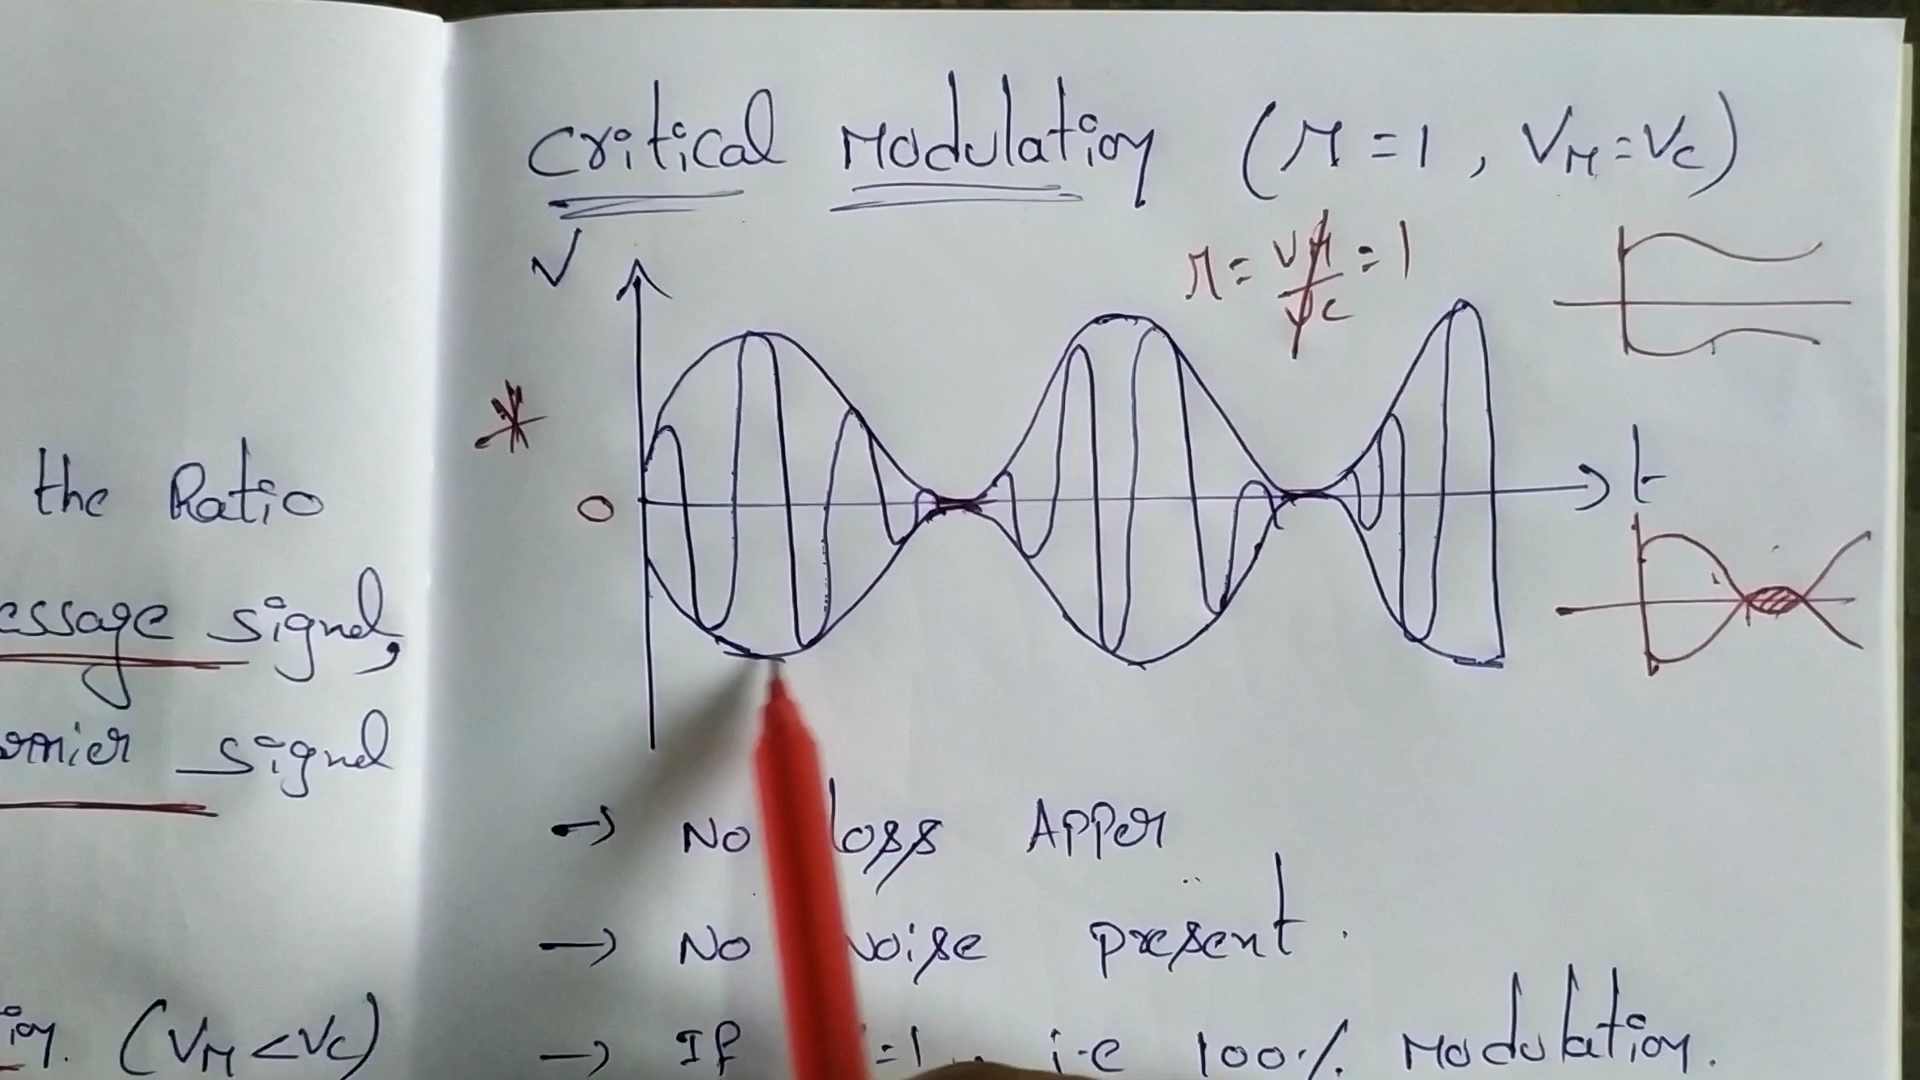 the Ratio
essage signal,
signal
(VM<VC)
Critical Modulation (M=1, VM=VC)
V
M = VM/VC = 1
0
t
→ No loss Apper
→ No Noise present.
→ If =1, i.e 100% Modulation.